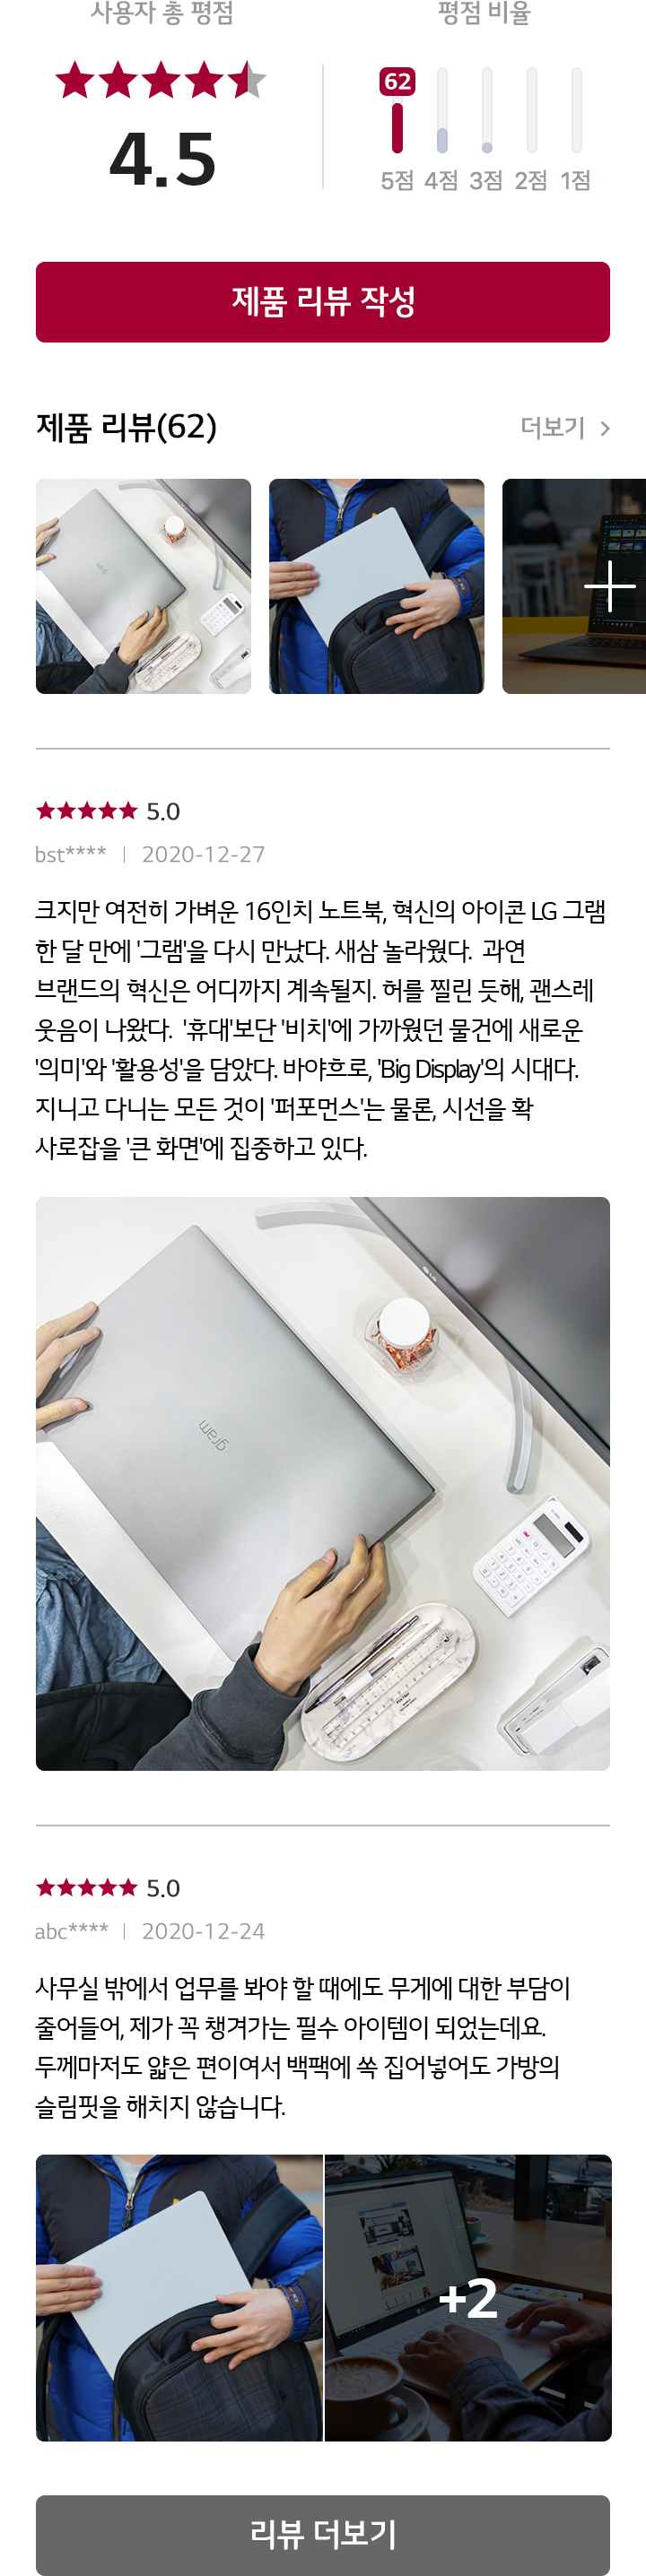 사용자 총 평점
평점 비율
62
4.5
5점 4점 3점 2점 1점
제품 리뷰 작성
제품 리뷰(62)
더보기 >
gram
5.0
bst**** | 2020-12-27
크지만 여전히 가벼운 16인치 노트북, 혁신의 아이콘 LG 그램
한 달 만에 '그램'을 다시 만났다. 새삼 놀라웠다. 과연
브랜드의 혁신은 어디까지 계속될지. 허를 찔린 듯해, 괜스레
웃음이 나왔다. '휴대'보단 '비치'에 가까웠던 물건에 새로운
'의미'와 '활용성'을 담았다. 바야흐로, 'Big Display'의 시대다.
지니고 다니는 모든 것이 '퍼포먼스'는 물론, 시선을 확
사로잡을 '큰 화면'에 집중하고 있다.
gram
5.0
abc**** | 2020-12-24
사무실 밖에서 업무를 봐야 할 때에도 무게에 대한 부담이
줄어들어, 제가 꼭 챙겨가는 필수 아이템이 되었는데요.
두께마저도 얇은 편이여서 백팩에 쏙 집어넣어도 가방의
슬림핏을 해치지 않습니다.
+2
리뷰 더보기